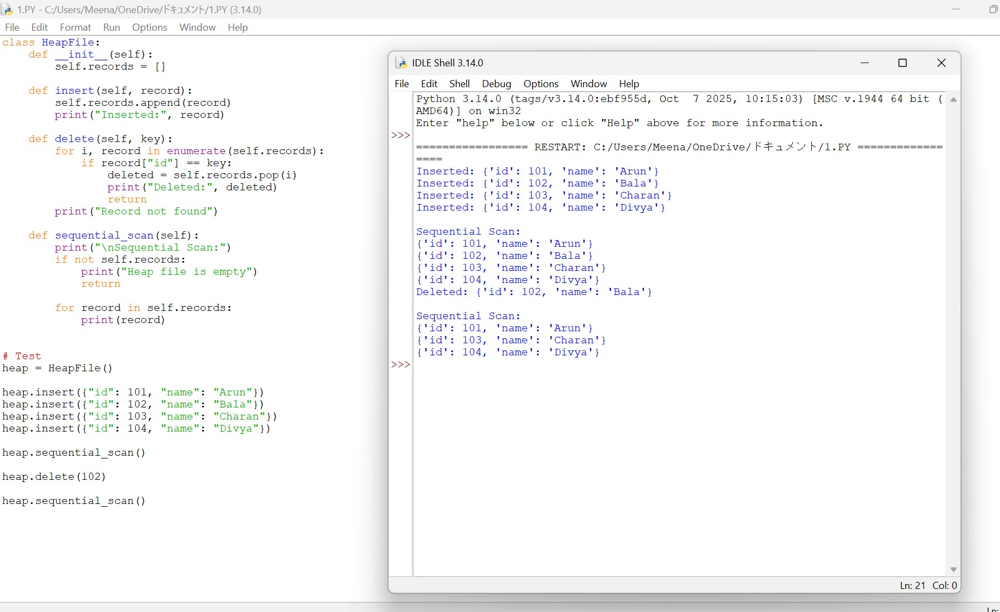 1.PY - C:/Users/Meena/OneDrive/ドキュメント/1.PY (3.14.0)
File Edit Format Run Options Window Help
class HeapFile:
    def __init__(self):
        self.records = []

    def insert(self, record):
        self.records.append(record)
        print("Inserted:", record)

    def delete(self, key):
        for i, record in enumerate(self.records):
            if record["id"] == key:
                deleted = self.records.pop(i)
                print("Deleted:", deleted)
                return
        print("Record not found")

    def sequential_scan(self):
        print("\nSequential Scan:")
        if not self.records:
            print("Heap file is empty")
            return

        for record in self.records:
            print(record)

# Test
heap = HeapFile()

heap.insert({"id": 101, "name": "Arun"})
heap.insert({"id": 102, "name": "Bala"})
heap.insert({"id": 103, "name": "Charan"})
heap.insert({"id": 104, "name": "Divya"})

heap.sequential_scan()

heap.delete(102)

heap.sequential_scan()
IDLE Shell 3.14.0
File Edit Shell Debug Options Window Help
Python 3.14.0 (tags/v3.14.0:ebf955d, Oct  7 2025, 10:15:03) [MSC v.1944 64 bit (
AMD64)] on win32
Enter "help" below or click "Help" above for more information.
>>>
================= RESTART: C:/Users/Meena/OneDrive/ドキュメント/1.PY =============
====
Inserted: {'id': 101, 'name': 'Arun'}
Inserted: {'id': 102, 'name': 'Bala'}
Inserted: {'id': 103, 'name': 'Charan'}
Inserted: {'id': 104, 'name': 'Divya'}

Sequential Scan:
{'id': 101, 'name': 'Arun'}
{'id': 102, 'name': 'Bala'}
{'id': 103, 'name': 'Charan'}
{'id': 104, 'name': 'Divya'}
Deleted: {'id': 102, 'name': 'Bala'}

Sequential Scan:
{'id': 101, 'name': 'Arun'}
{'id': 103, 'name': 'Charan'}
{'id': 104, 'name': 'Divya'}
>>>
Ln: 21 Col: 0